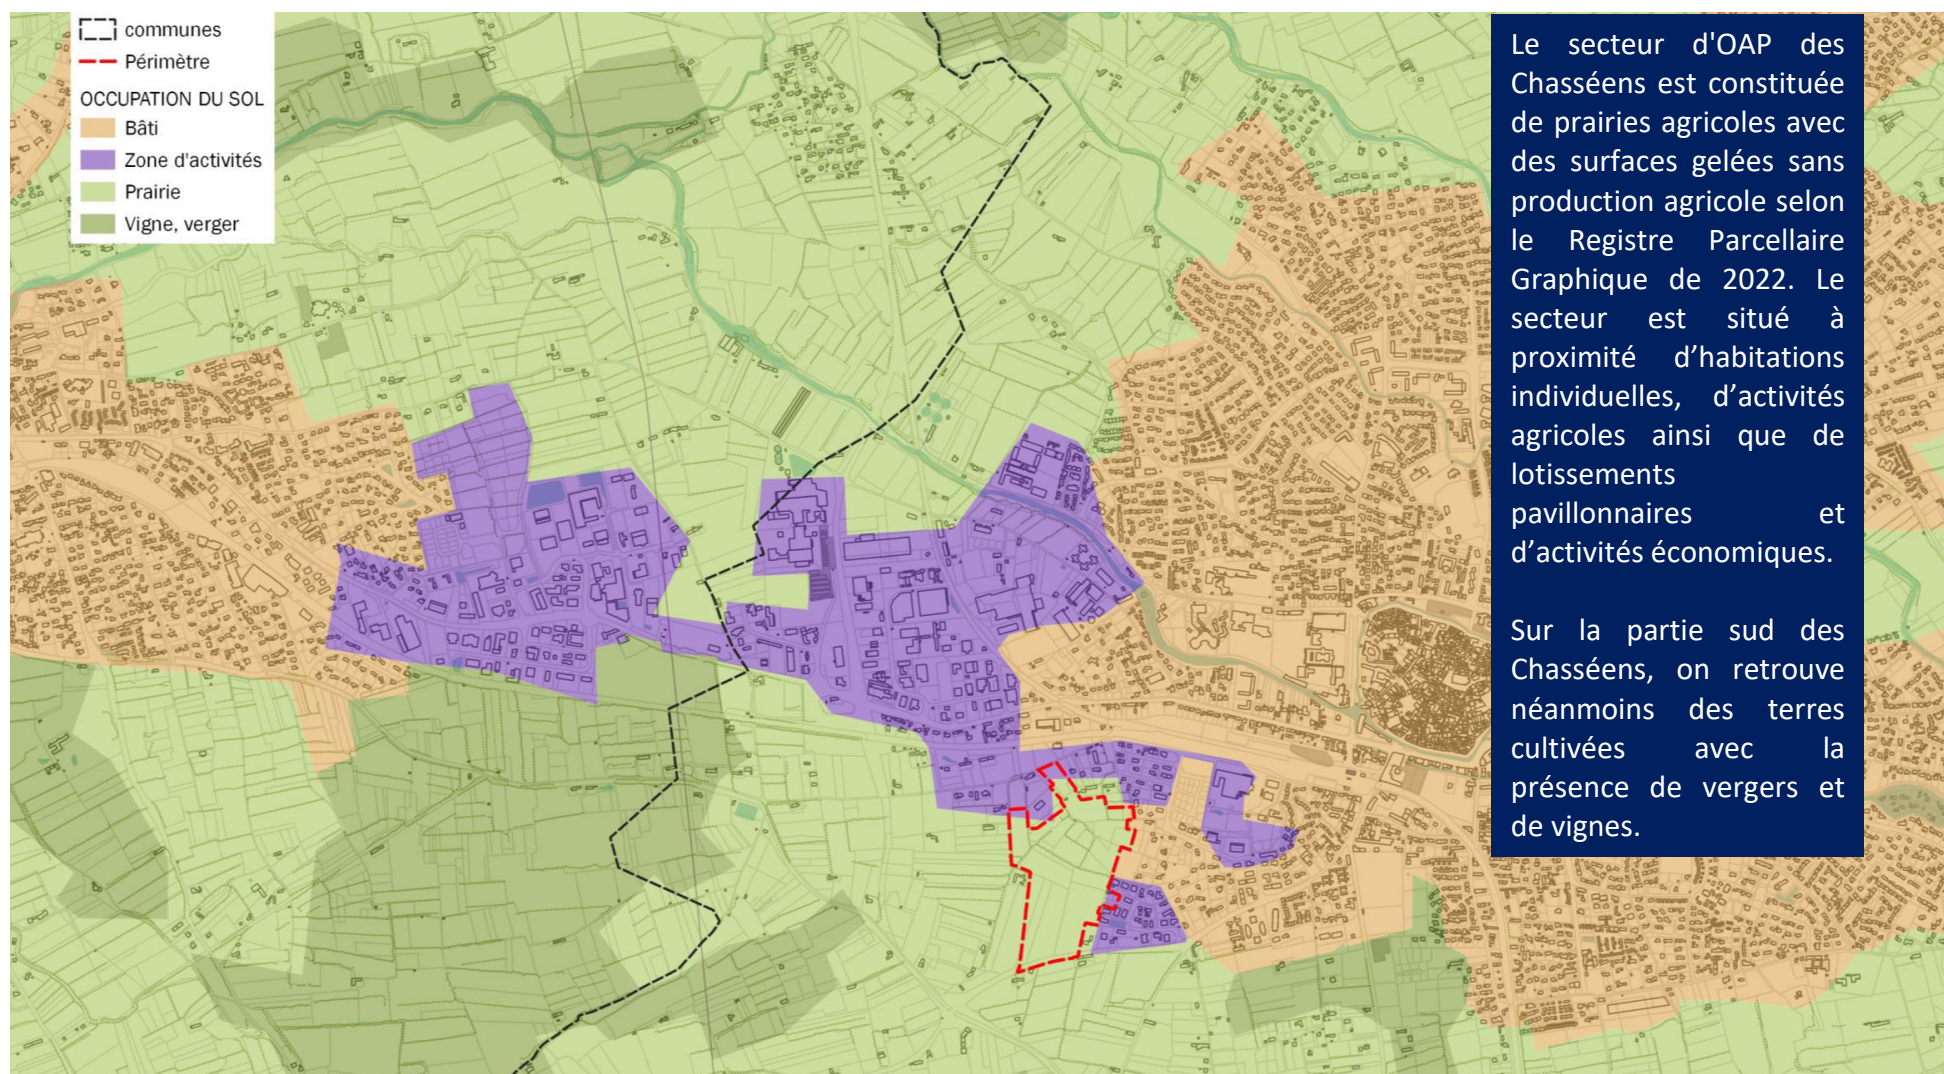 communes
Périmètre
OCCUPATION DU SOL
Bâti
Zone d'activités
Prairie
Vigne, verger
Le secteur d'OAP des
Chasséens est constituée
de prairies agricoles avec
des surfaces gelées sans
production agricole selon
le Registre Parcellaire
Graphique de 2022. Le
secteur est situé à
proximité d’habitations
individuelles, d’activités
agricoles ainsi que de
lotissements
pavillonnaires et
d’activités économiques.
Sur la partie sud des
Chasséens, on retrouve
néanmoins des terres
cultivées avec la
présence de vergers et
de vignes.